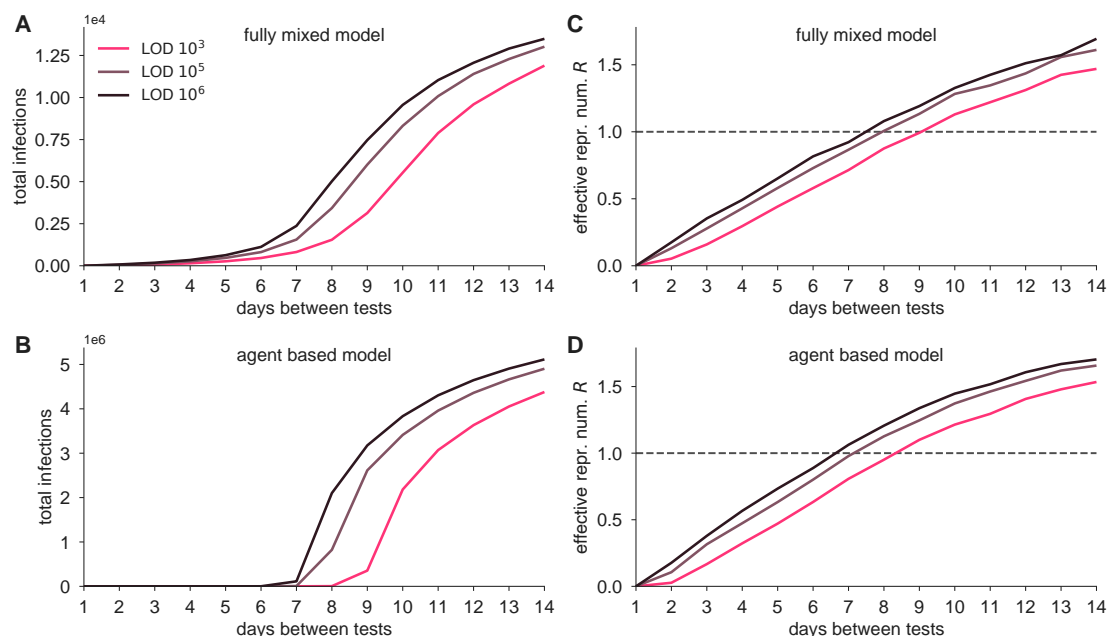 A
1e4
fully mixed model
LOD 10³
LOD 10⁵
LOD 10⁶
total infections
1.25
1.00
0.75
0.50
0.25
0.00
1 2 3 4 5 6 7 8 9 10 11 12 13 14
days between tests
C
fully mixed model
effective repr. num. R
1.5
1.0
0.5
0.0
1 2 3 4 5 6 7 8 9 10 11 12 13 14
days between tests
B
1e6
agent based model
total infections
5
4
3
2
1
0
1 2 3 4 5 6 7 8 9 10 11 12 13 14
days between tests
D
agent based model
effective repr. num. R
1.5
1.0
0.5
0.0
1 2 3 4 5 6 7 8 9 10 11 12 13 14
days between tests